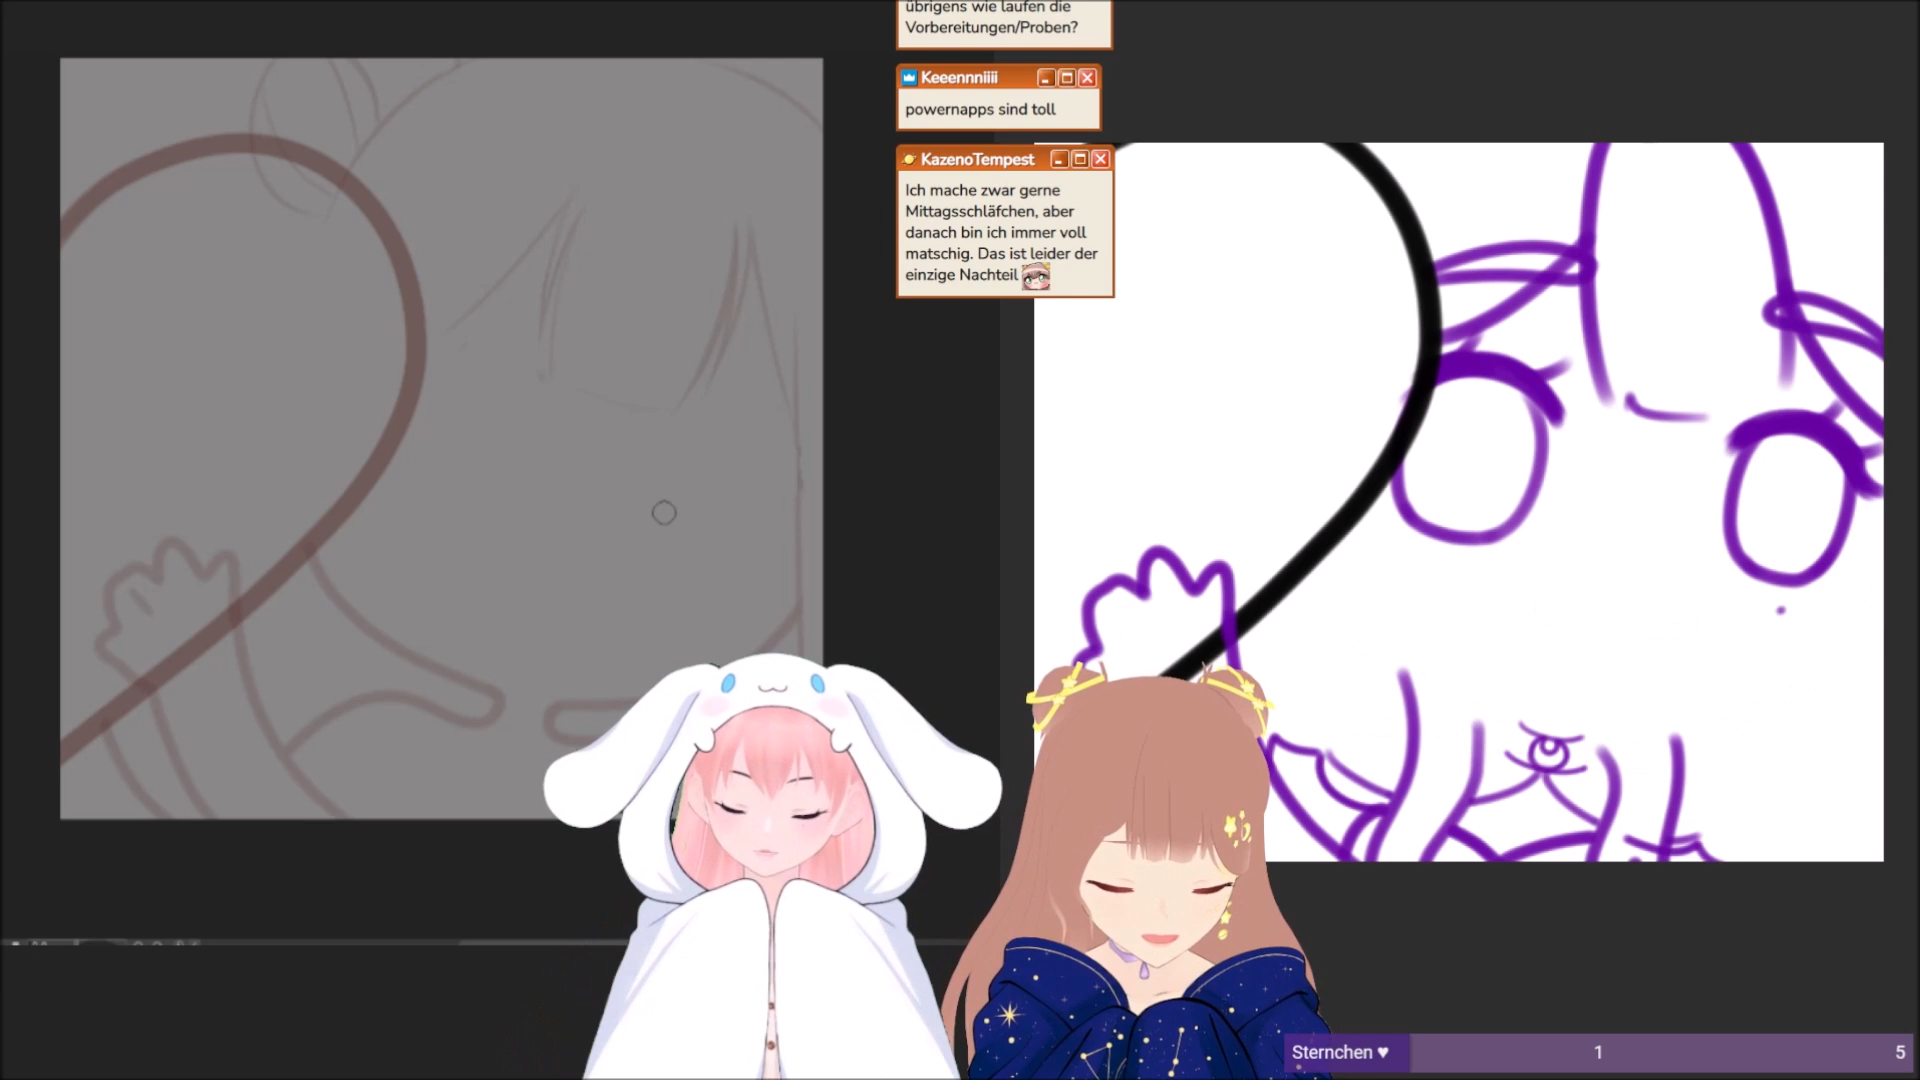 übrigens wie laufen die
Vorbereitungen/Proben?
Keeennniiii
powernapps sind toll
KazenoTempest
Ich mache zwar gerne
Mittagsschläfchen, aber
danach bin ich immer voll
matschig. Das ist leider der
einzige Nachteil
Sternchen ♥ 1 5